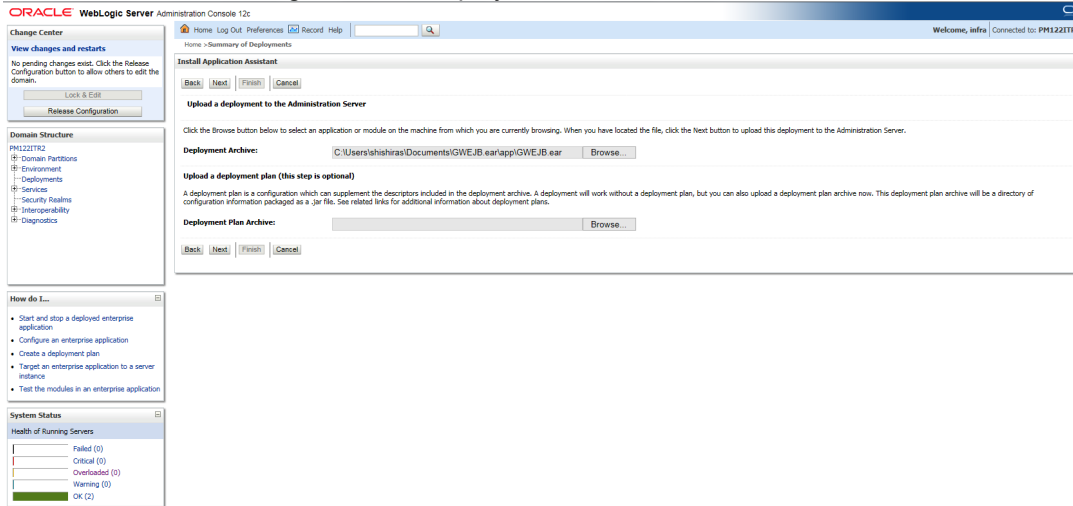 ORACLE WebLogic Server Administration Console 12c
Change Center
View changes and restarts
No pending changes exist. Click the Release
Configuration button to allow others to edit the
domain.
Lock & Edit
Release Configuration
Domain Structure
PM122ITR2
Domain Partitions
Environment
Deployments
Services
Security Realms
Interoperability
Diagnostics
How do I...
Start and stop a deployed enterprise
application
Configure an enterprise application
Create a deployment plan
Target an enterprise application to a server
instance
Test the modules in an enterprise application
System Status
Health of Running Servers
Failed (0)
Critical (0)
Overloaded (0)
Warning (0)
OK (2)
Home Log Out Preferences Record Help
Welcome, infra Connected to: PM122IT
Home >Summary of Deployments
Install Application Assistant
Back Next Finish Cancel
Upload a deployment to the Administration Server
Click the Browse button below to select an application or module on the machine from which you are currently browsing. When you have located the file, click the Next button to upload this deployment to the Administration Server.
Deployment Archive: C:\Users\shishiras\Documents\GWEJB.ear\app\GWEJB.ear Browse...
Upload a deployment plan (this step is optional)
A deployment plan is a configuration which can supplement the descriptors included in the deployment archive. A deployment will work without a deployment plan, but you can also upload a deployment plan archive now. This deployment plan archive will be a directory of
configuration information packaged as a .jar file. See related links for additional information about deployment plans.
Deployment Plan Archive: Browse...
Back Next Finish Cancel